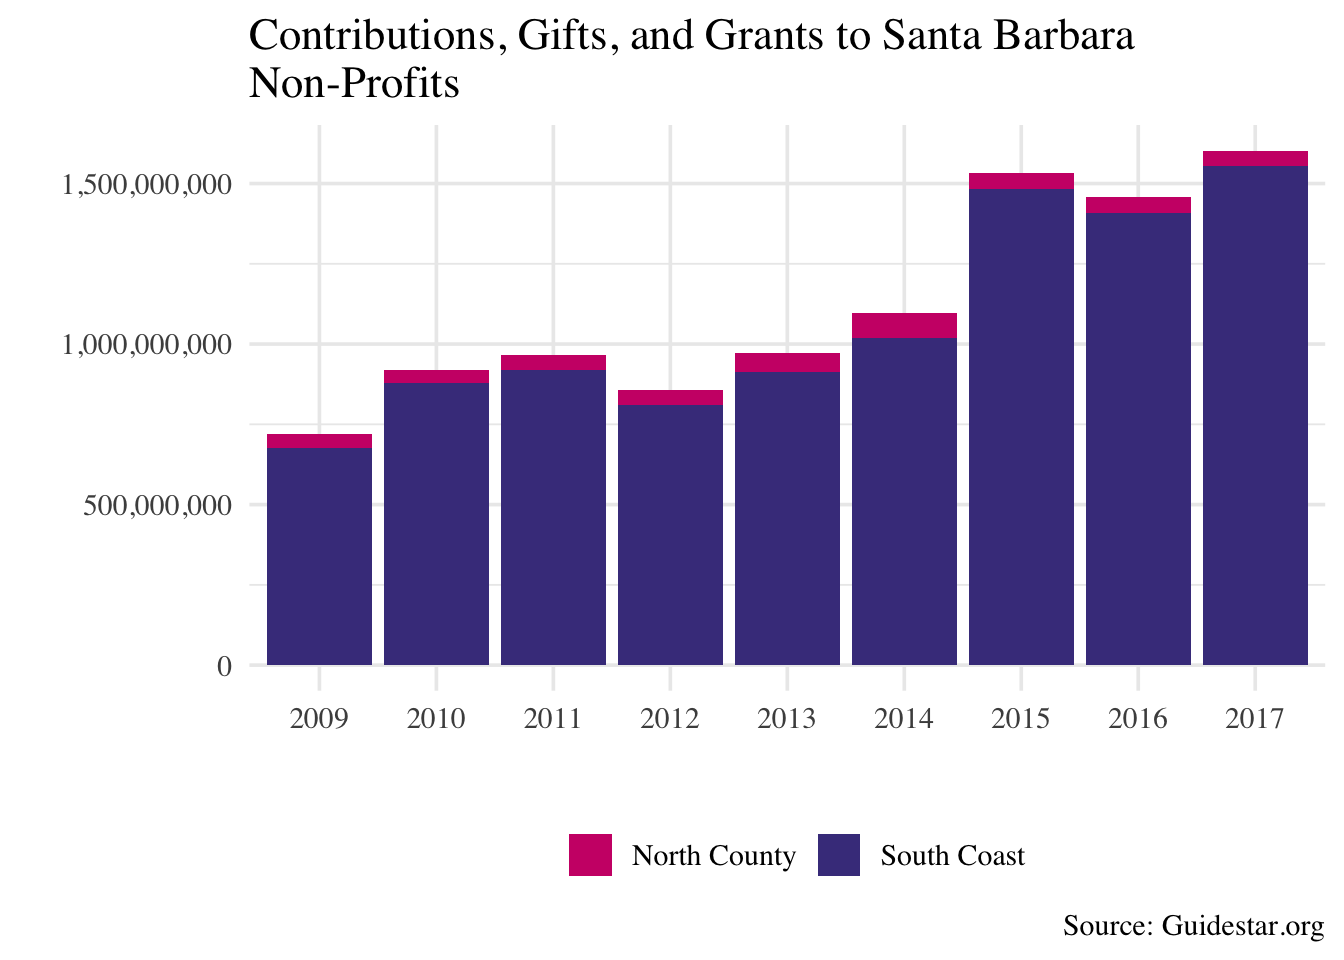 Contributions, Gifts, and Grants to Santa Barbara
Non-Profits
1,500,000,000
1,000,000,000
500,000,000
0
2009 2010 2011 2012 2013 2014 2015 2016 2017
North County South Coast
Source: Guidestar.org